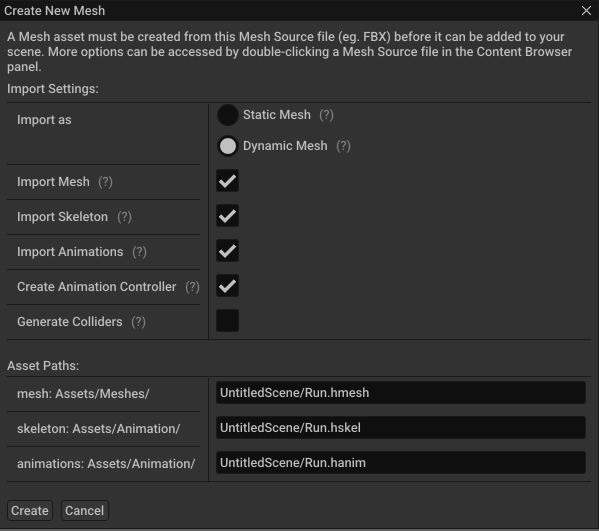 Create New Mesh
A Mesh asset must be created from this Mesh Source file (eg. FBX) before it can be added to your
scene. More options can be accessed by double-clicking a Mesh Source file in the Content Browser
panel.
Import Settings:
Import as
Static Mesh (?)
Dynamic Mesh (?)
Import Mesh (?)
Import Skeleton (?)
Import Animations (?)
Create Animation Controller (?)
Generate Colliders (?)
Asset Paths:
mesh: Assets/Meshes/ UntitledScene/Run.hmesh
skeleton: Assets/Animation/ UntitledScene/Run.hskel
animations: Assets/Animation/ UntitledScene/Run.hanim
Create Cancel